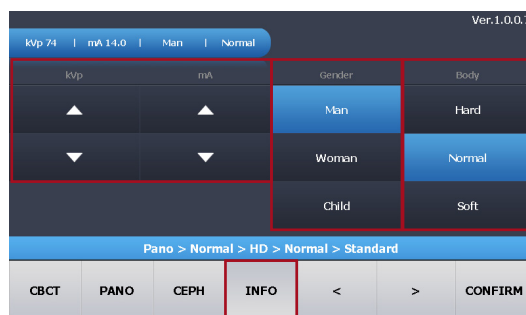 Ver.1.0.0.
kVp 74 | mA 14.0 | Man | Normal
kVp mA Gender Body
Man Hard
Woman Normal
Child Soft
Pano > Normal > HD > Normal > Standard
CBCT PANO CEPH INFO < > CONFIRM